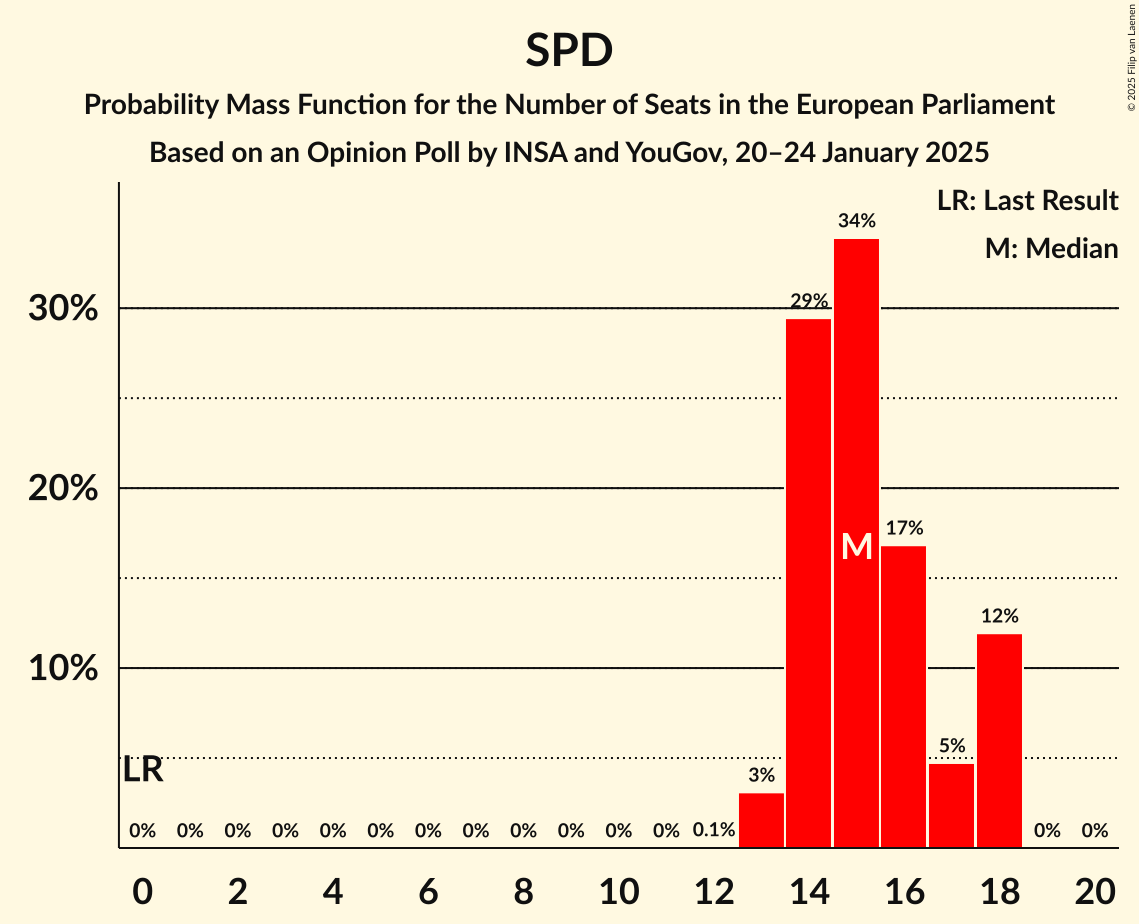 SPD
Probability Mass Function for the Number of Seats in the European Parliament
Based on an Opinion Poll by INSA and YouGov, 20–24 January 2025
© 2025 Filip van Laenen
LR: Last Result
M: Median
34%
29%
30%
20%
M
17%
12%
10%
5%
LR
3%
0% 0% 0% 0% 0% 0% 0% 0% 0% 0% 0% 0% 0.1% 0% 0%
0 2 4 6 8 10 12 14 16 18 20